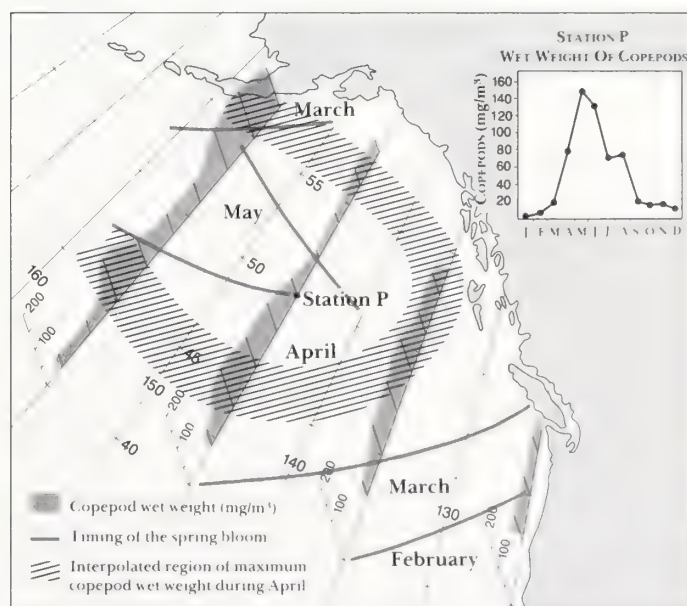 STATION P
WET WEIGHT OF COPEPODS
COPEPODS (mg/m³)
160
140
120
100
80
60
40
20
J F M A M J J A S O N D
March
55
May
160
200
100
50
Station P
April
45
150
200
100
40
140
200
100
March
130
200
100
February
Copepod wet weight (mg/m³)
Timing of the spring bloom
Interpolated region of maximum
copepod wet weight during April